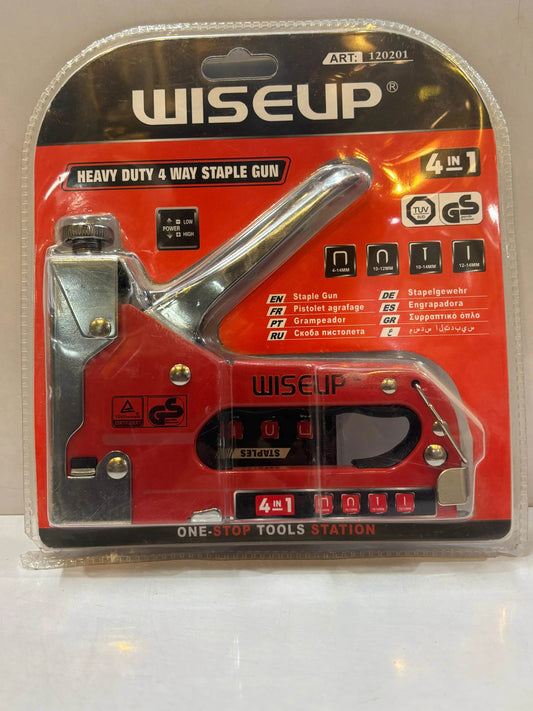 ART: 120201
WISEUP®
HEAVY DUTY 4 WAY STAPLE GUN
4 IN 1
POWER
LOW
HIGH
TUV
GS
4-14MM
10-12MM
10-14MM
12-14MM
EN Staple Gun
FR Pistolet agrafage
PT Grampeador
RU Скоба пистолета
DE Stapelgewehr
ES Engrapadora
GR Συρραπτικό όπλο
WISEUP
GS
STAPLES
4 IN 1
ONE-STOP TOOLS STATION